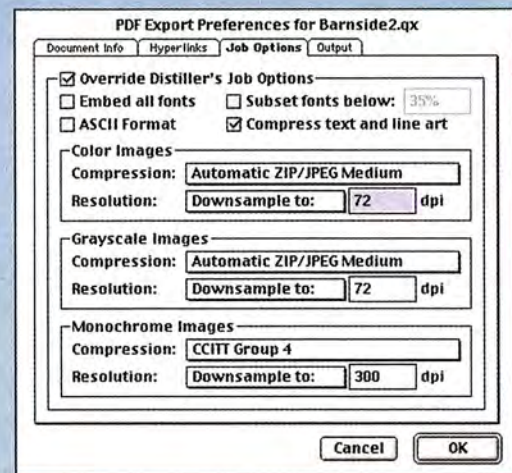 PDF Export Preferences for Barnside2.qx
Document Info Hyperlinks Job Options Output
Override Distiller's Job Options
Embed all fonts Subset fonts below: 35%
ASCII Format Compress text and line art
Color Images
Compression: Automatic ZIP/JPEG Medium
Resolution: Downsample to: 72 dpi
Grayscale Images
Compression: Automatic ZIP/JPEG Medium
Resolution: Downsample to: 72 dpi
Monochrome Images
Compression: CCITT Group 4
Resolution: Downsample to: 300 dpi
Cancel OK